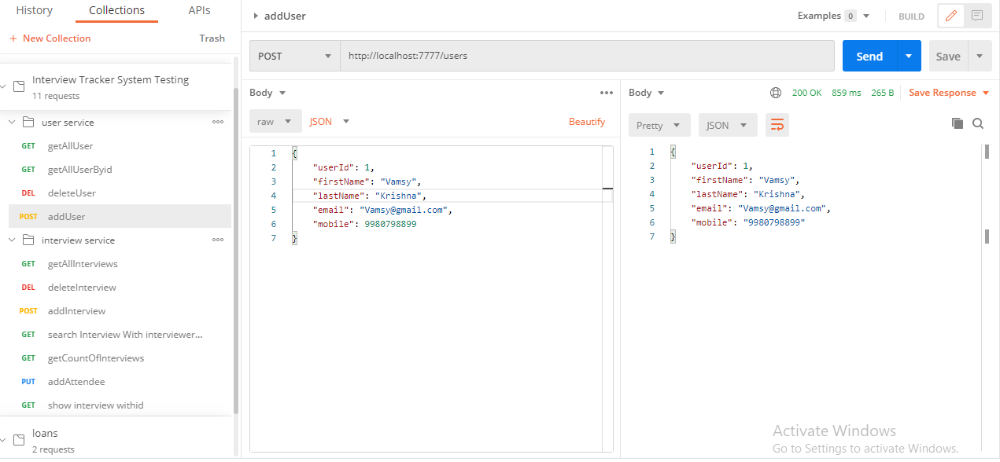 History Collections APIs
+ New Collection Trash
Interview Tracker System Testing
11 requests
user service
GET getAllUser
GET getAllUserByid
DEL deleteUser
POST addUser
interview service
GET getAllInterviews
DEL deleteInterview
POST addInterview
GET search Interview With interviewer...
GET getCountOfInterviews
PUT addAttendee
GET show interview withid
loans
2 requests
addUser Examples 0 BUILD
POST http://localhost:7777/users Send Save
Body
raw JSON Beautify
1 {
2 "userId": 1,
3 "firstName": "Vamsy",
4 "lastName": "Krishna",
5 "email": "Vamsy@gmail.com",
6 "mobile": 9980798899
7 }
Body 200 OK 859 ms 265 B Save Response
Pretty JSON
1 {
2 "userId": 1,
3 "firstName": "Vamsy",
4 "lastName": "Krishna",
5 "email": "Vamsy@gmail.com",
6 "mobile": "9980798899"
7 }
Activate Windows
Go to Settings to activate Windows.